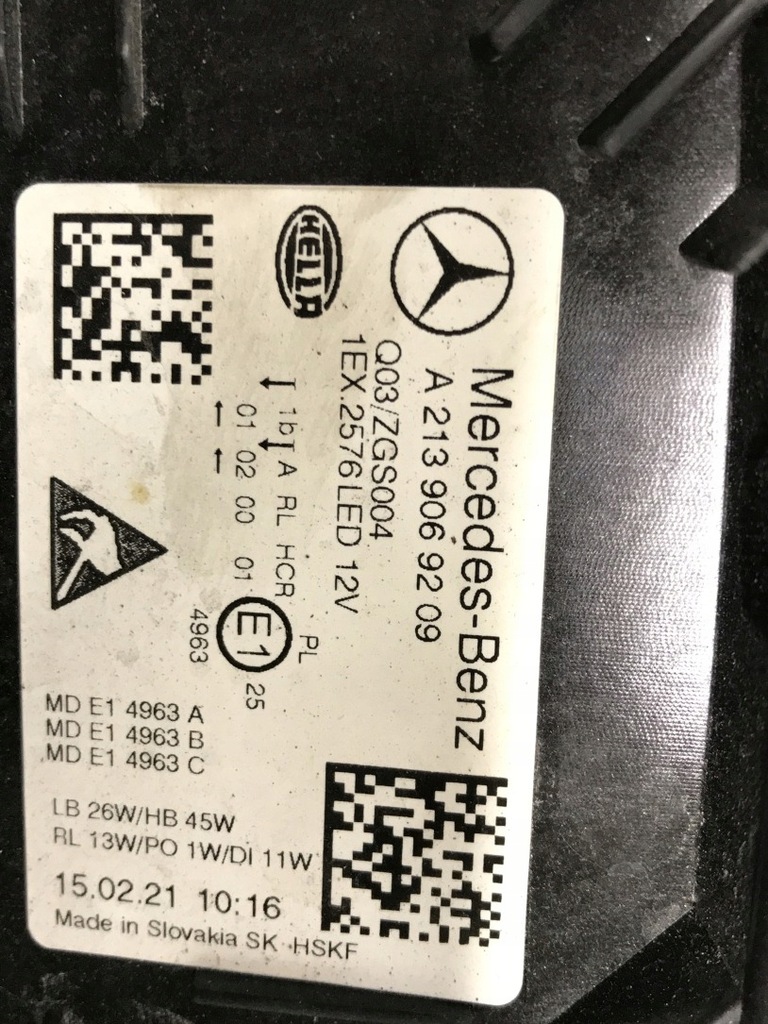 Mercedes-Benz
A 213 906 92 09
HELLA
Q03/ZGS004
1EX.2576 LED 12V
1b A RL HCR PL
01 02 00 01 E1 25
4963
MD E1 4963 A
MD E1 4963 B
MD E1 4963 C
LB 26W/HB 45W
RL 13W/PO 1W/DI 11W
15.02.21 10:16
Made in Slovakia SK HSKF